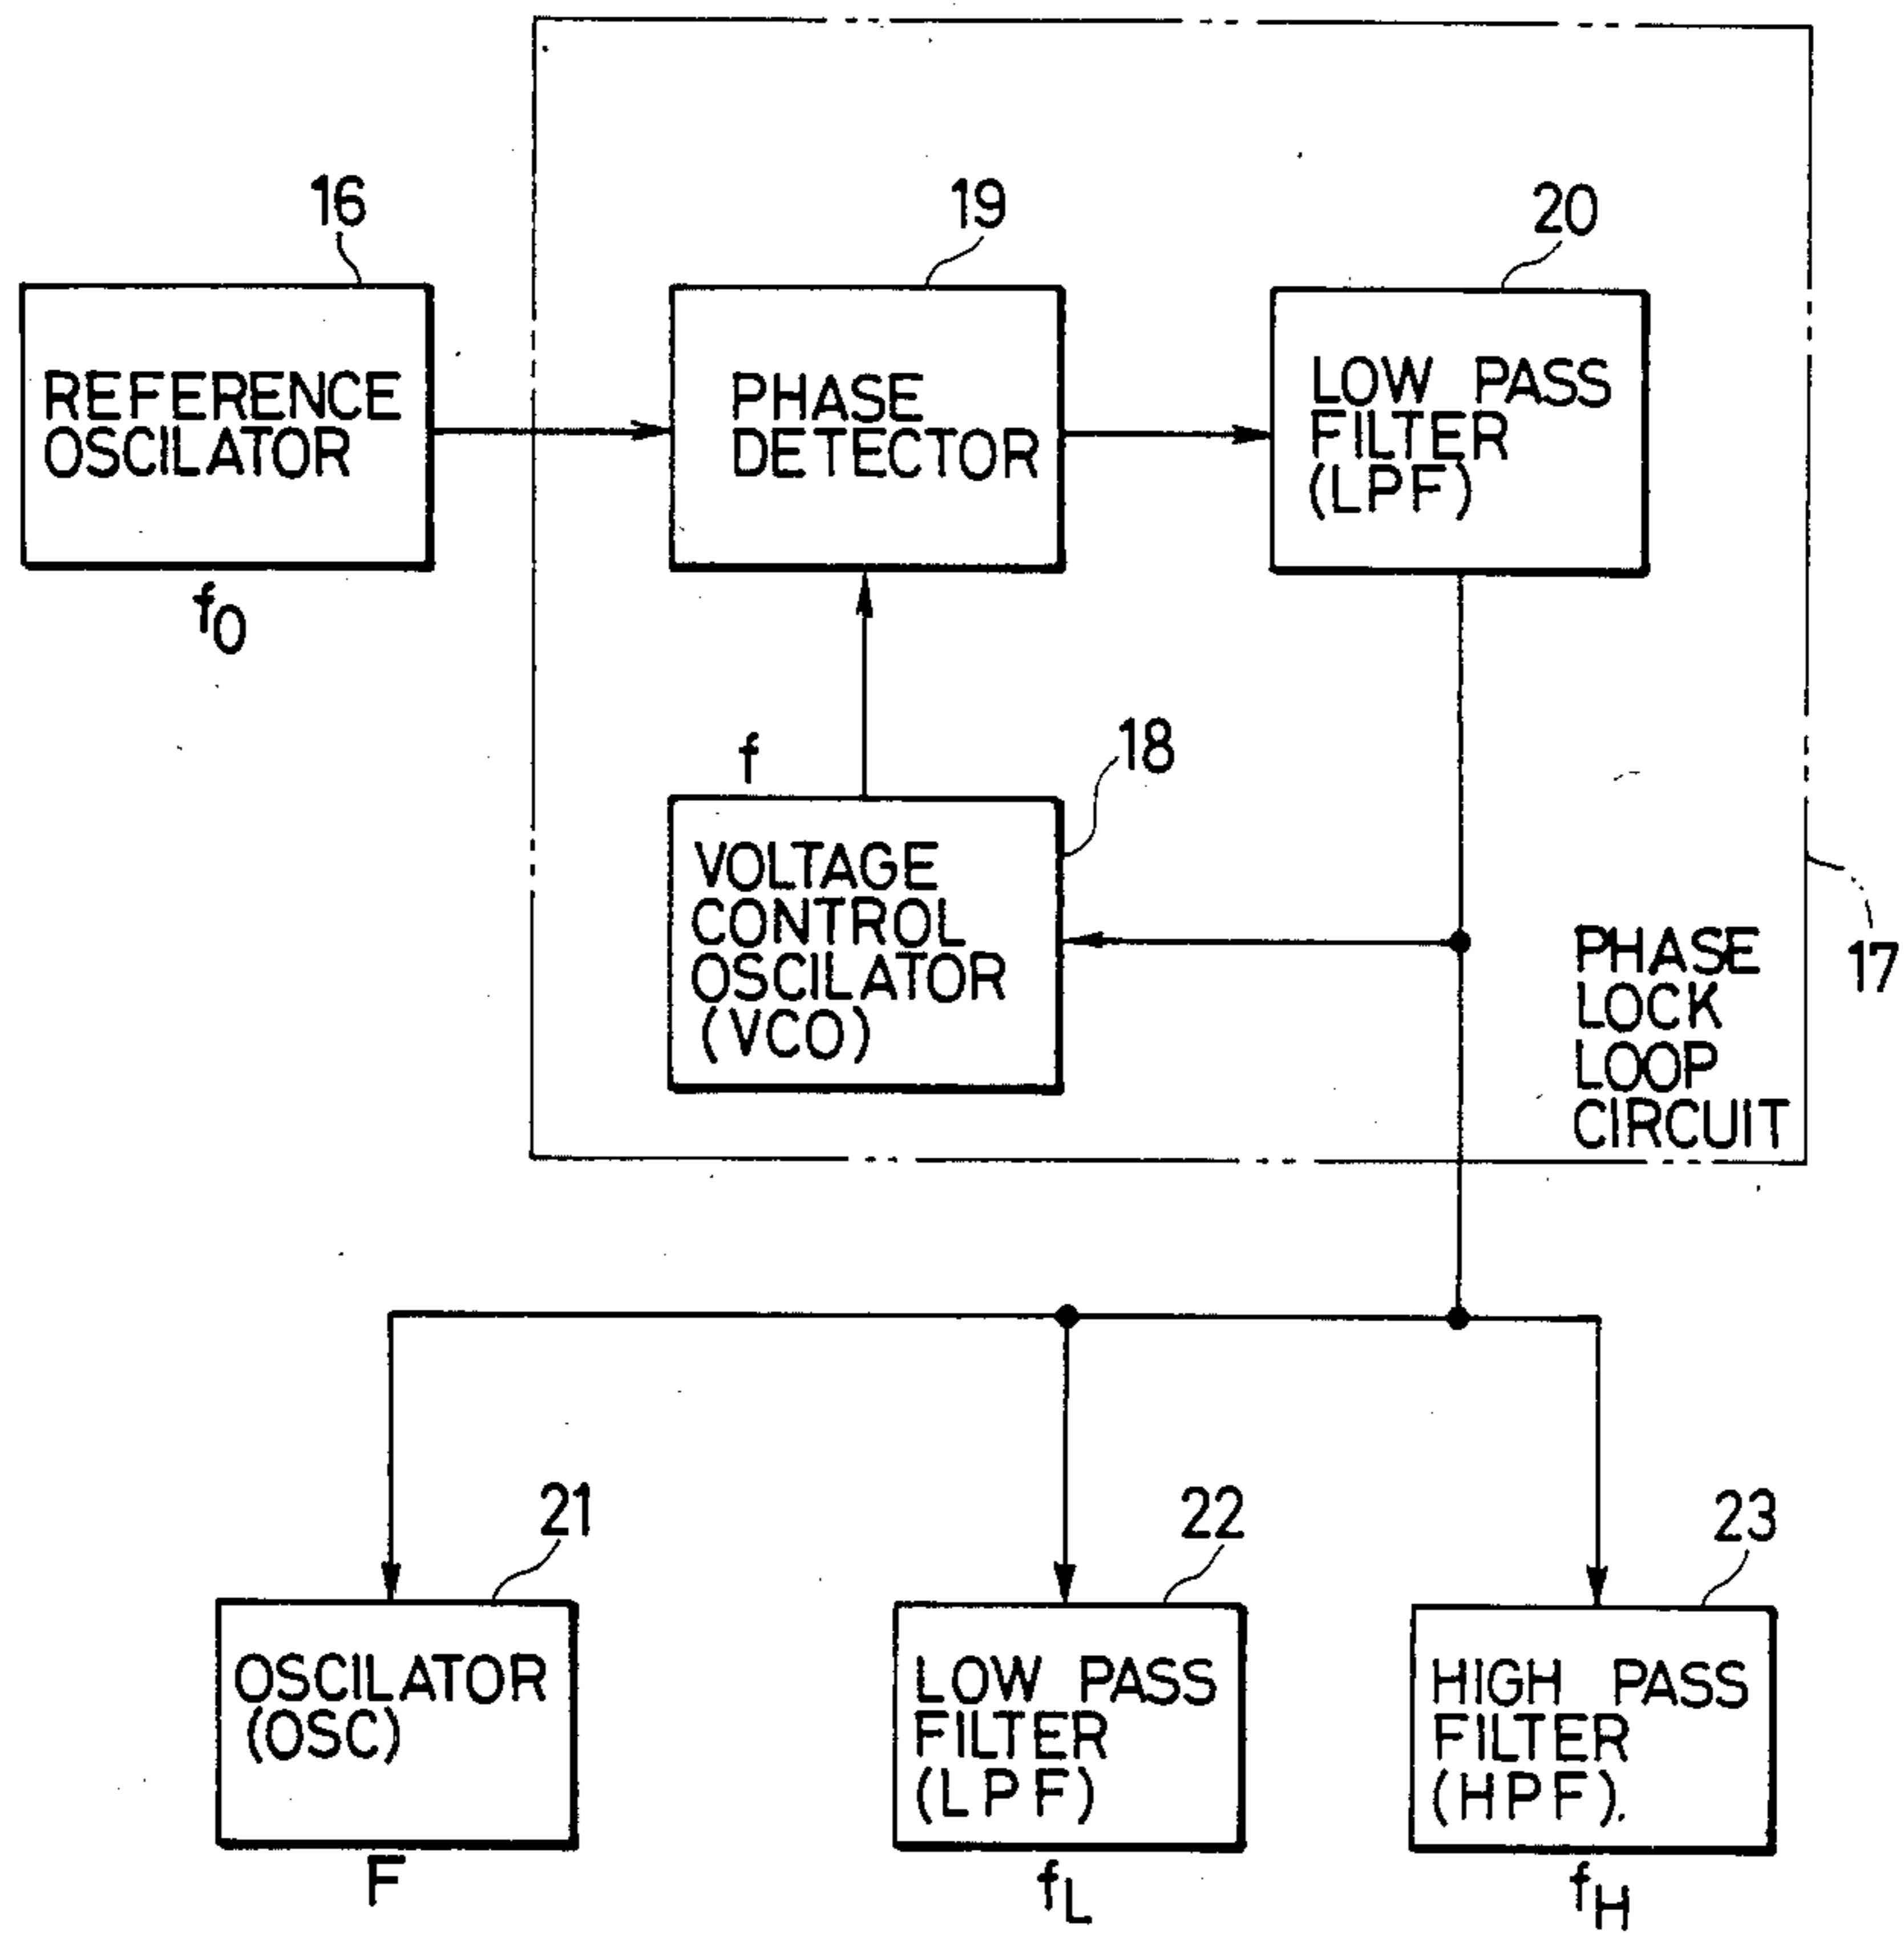 16
19
20
REFERENCE
OSCILATOR
PHASE
DETECTOR
LOW PASS
FILTER
(LPF)
fO
f
18
VOLTAGE
CONTROL
OSCILATOR
(VCO)
PHASE
LOCK
LOOP
CIRCUIT
17
21
22
23
OSCILATOR
(OSC)
LOW PASS
FILTER
(LPF)
HIGH PASS
FILTER
(HPF).
F
fL
fH